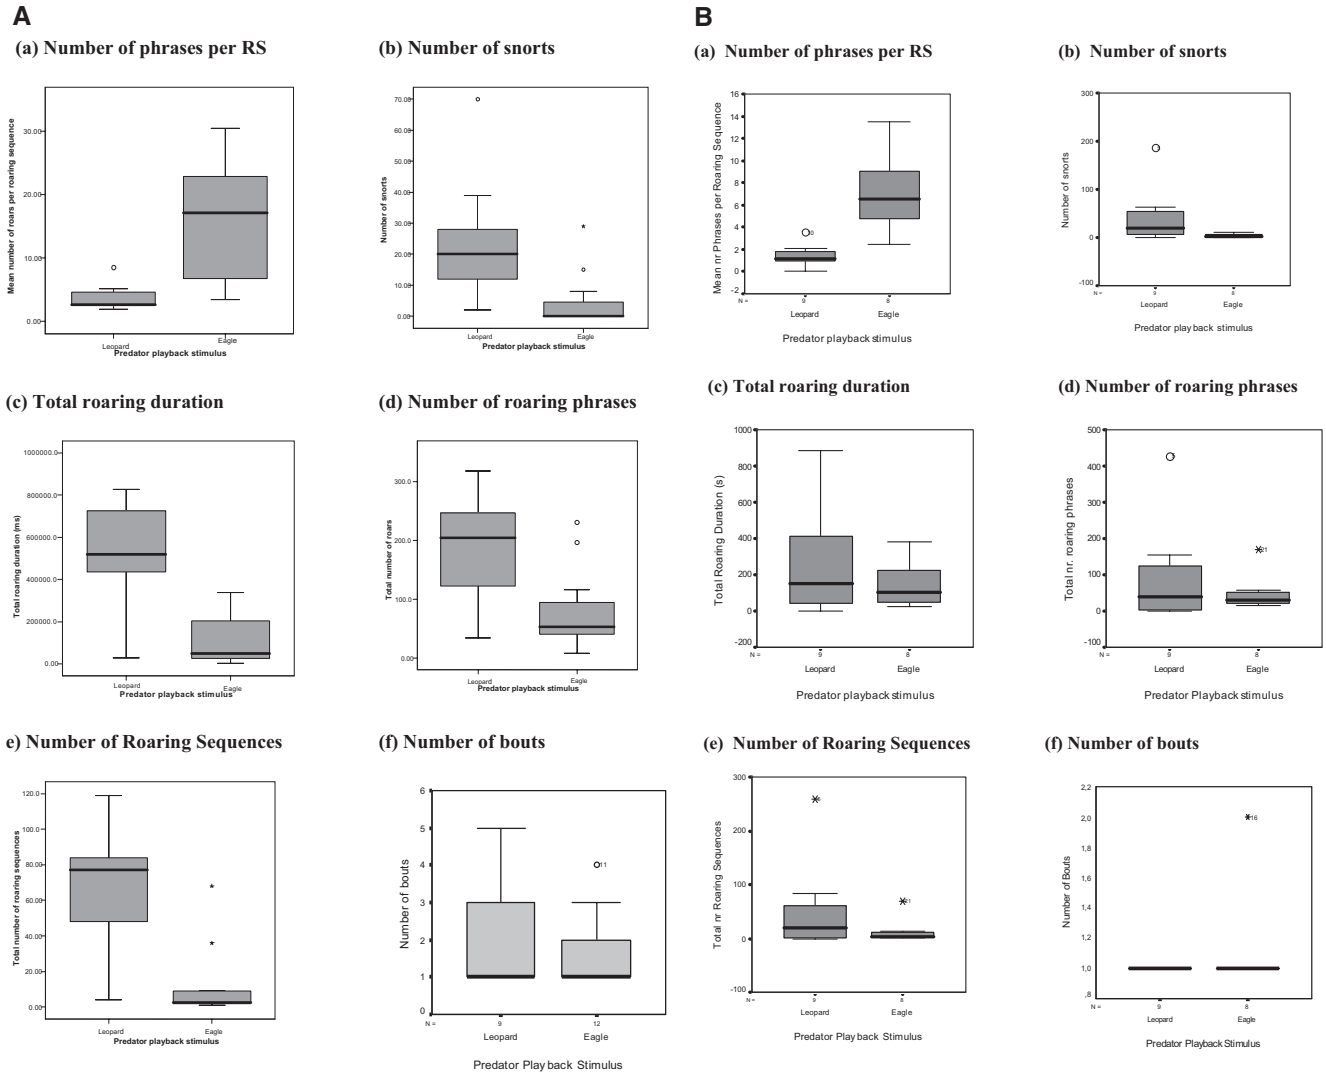 A
B
(a) Number of phrases per RS
(b) Number of snorts
(a) Number of phrases per RS
(b) Number of snorts
Mean number of roars per roaring sequence
30.00
20.00
10.00
0.00
Leopard
Eagle
Predator playback stimulus
Number of snorts
70.00
60.00
50.00
40.00
30.00
20.00
10.00
0.00
Leopard
Eagle
Predator playback stimulus
Mean nr Phrases per Roaring Sequence
16
14
12
10
8
6
4
2
0
-2
N =
9
8
Leopard
Eagle
Predator playback stimulus
Number of snorts
300
200
100
0
-100
N =
9
8
Leopard
Eagle
Predator playback stimulus
(c) Total roaring duration
(d) Number of roaring phrases
(c) Total roaring duration
(d) Number of roaring phrases
Total roaring duration (ms)
1000000.0
800000.0
600000.0
400000.0
200000.0
0.00
Leopard
Eagle
Predator playback stimulus
Total number of roars
300.0
200.0
100.0
0.00
Leopard
Eagle
Predator playback stimulus
Total Roaring Duration (s)
1000
800
600
400
200
0
-200
N =
9
8
Leopard
Eagle
Predator playback stimulus
Total nr. roaring phrases
500
400
300
200
100
0
-100
21
N =
9
8
Leopard
Eagle
Predator Playback stimulus
e) Number of Roaring Sequences
(f) Number of bouts
(e) Number of Roaring Sequences
(f) Number of bouts
Total number of roaring sequences
120.0
100.0
80.00
60.00
40.00
20.00
0.00
Leopard
Eagle
Predator playback stimulus
Number of bouts
6
5
4
3
2
1
0
11
N =
9
12
Leopard
Eagle
Predator Playback Stimulus
Total nr Roaring Sequences
300
200
100
0
-100
21
N =
9
8
Leopard
Eagle
Predator Playback Stimulus
Number of Bouts
2,2
2,0
1,8
1,6
1,4
1,2
1,0
,8
16
N =
9
8
Leopard
Eagle
Predator Playback Stimulus